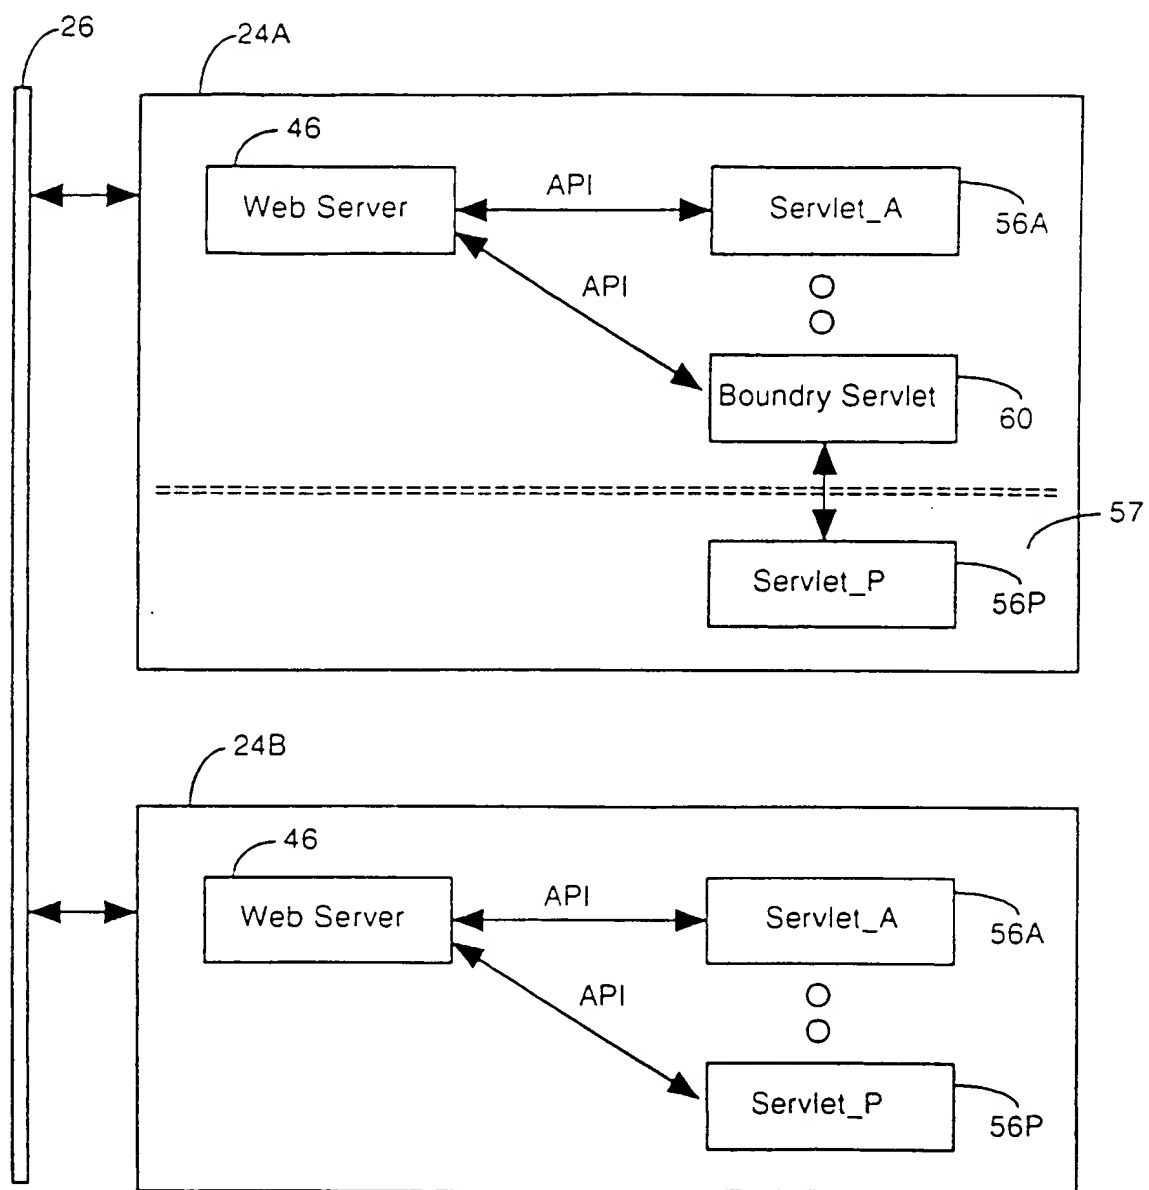 26
24A
46
Web Server
API
Servlet_A
56A
API
Boundry Servlet
60
57
Servlet_P
56P
24B
46
Web Server
API
Servlet_A
56A
API
Servlet_P
56P